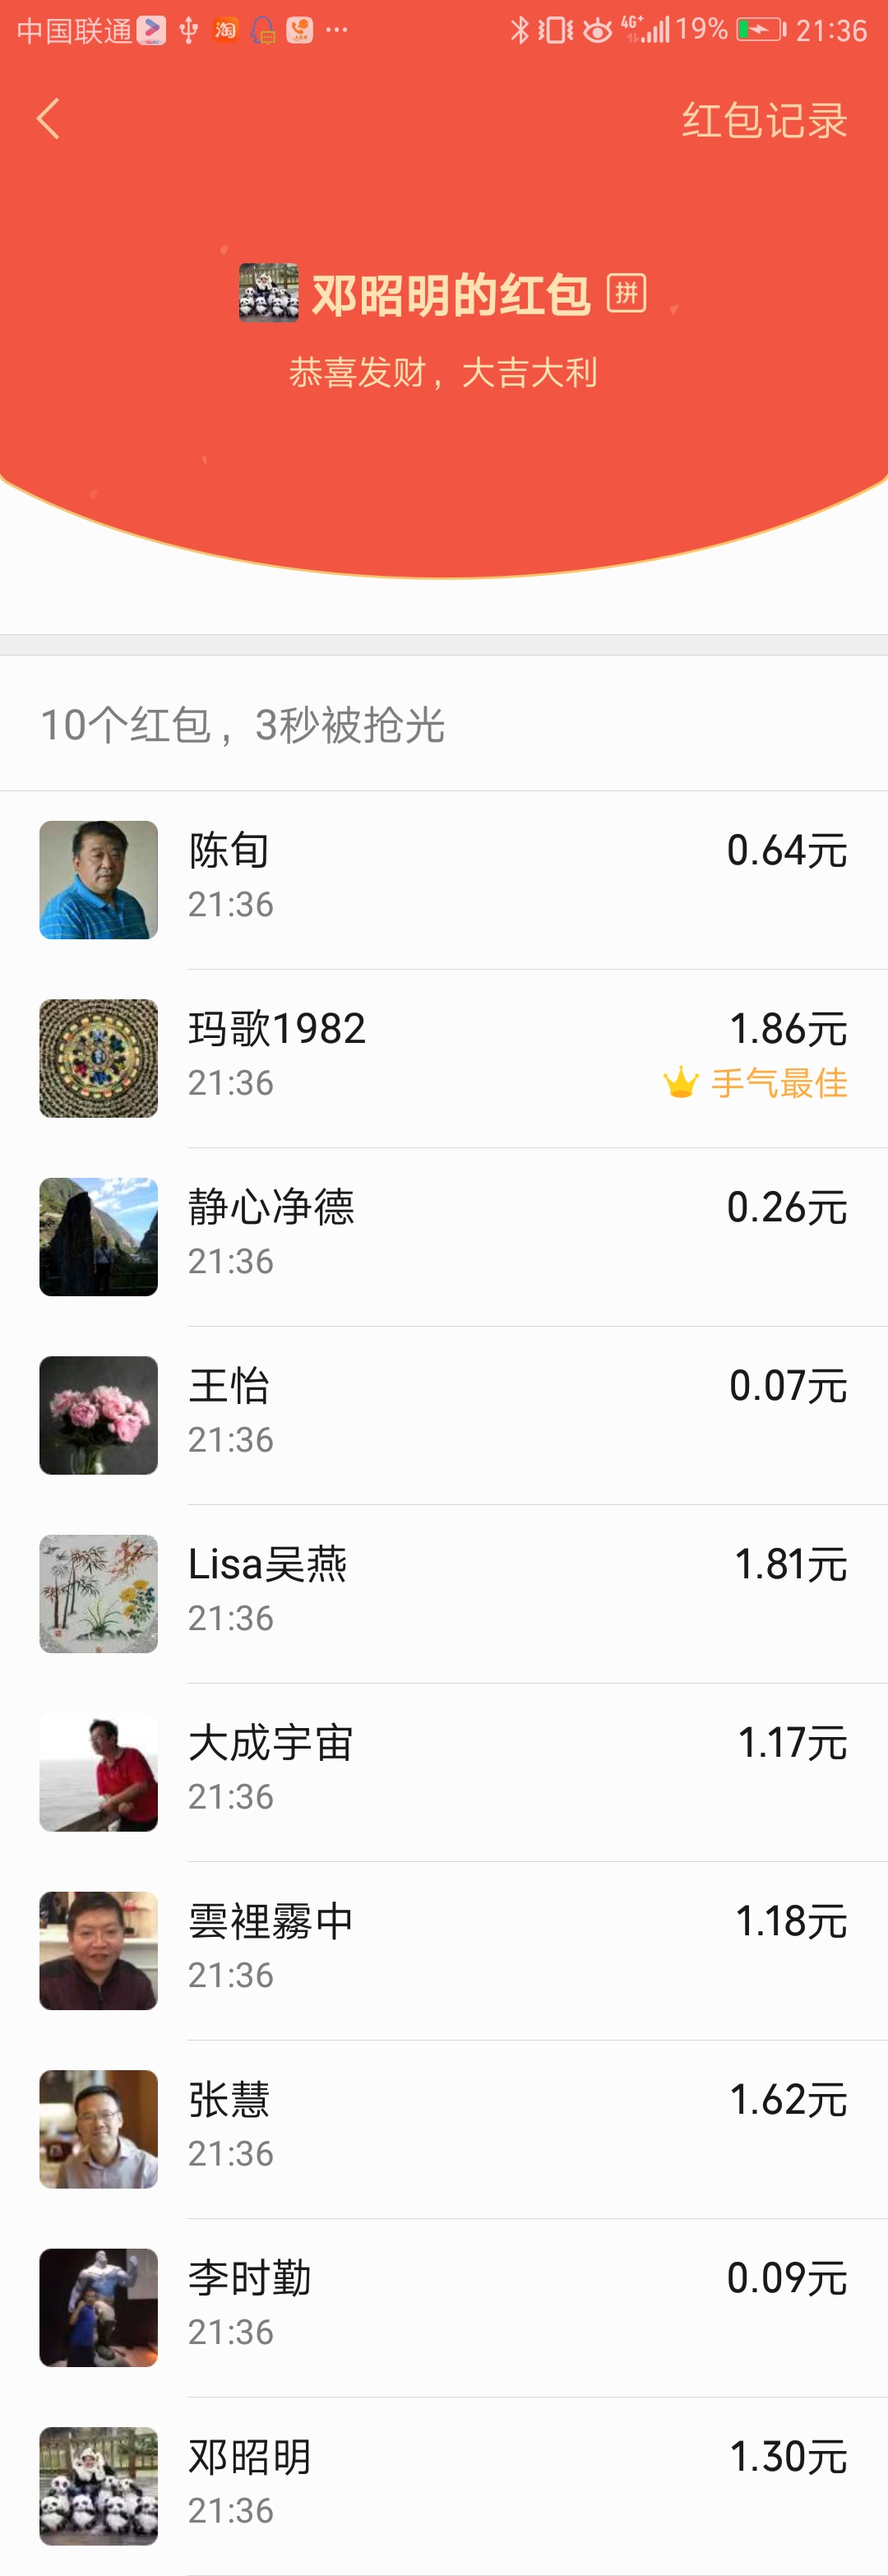 中国联通 淘 ··· 4G+ 19% 21:36
红包记录
邓昭明的红包 拼
恭喜发财，大吉大利
10个红包，3秒被抢光
陈旬 0.64元
21:36
玛歌1982 1.86元
21:36 手气最佳
静心净德 0.26元
21:36
王怡 0.07元
21:36
Lisa吴燕 1.81元
21:36
大成宇宙 1.17元
21:36
雲裡霧中 1.18元
21:36
张慧 1.62元
21:36
李时勤 0.09元
21:36
邓昭明 1.30元
21:36